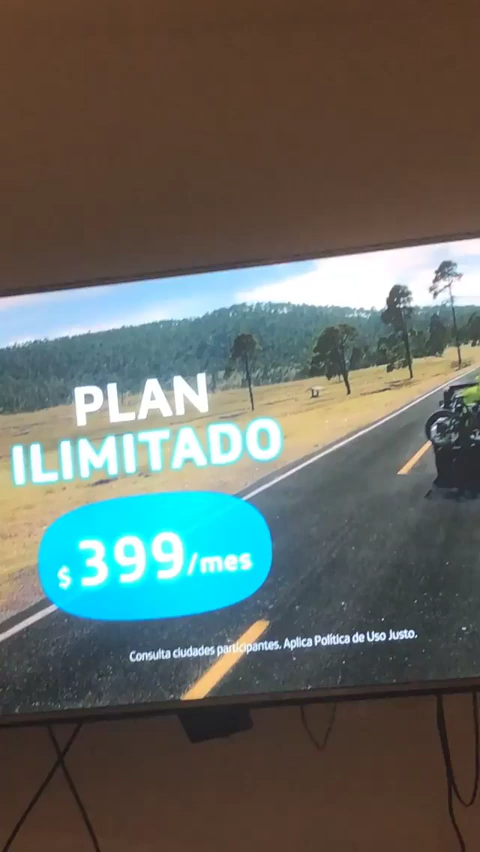 PLAN
ILIMITADO
$399/mes
Consulta ciudades participantes. Aplica Política de Uso Justo.